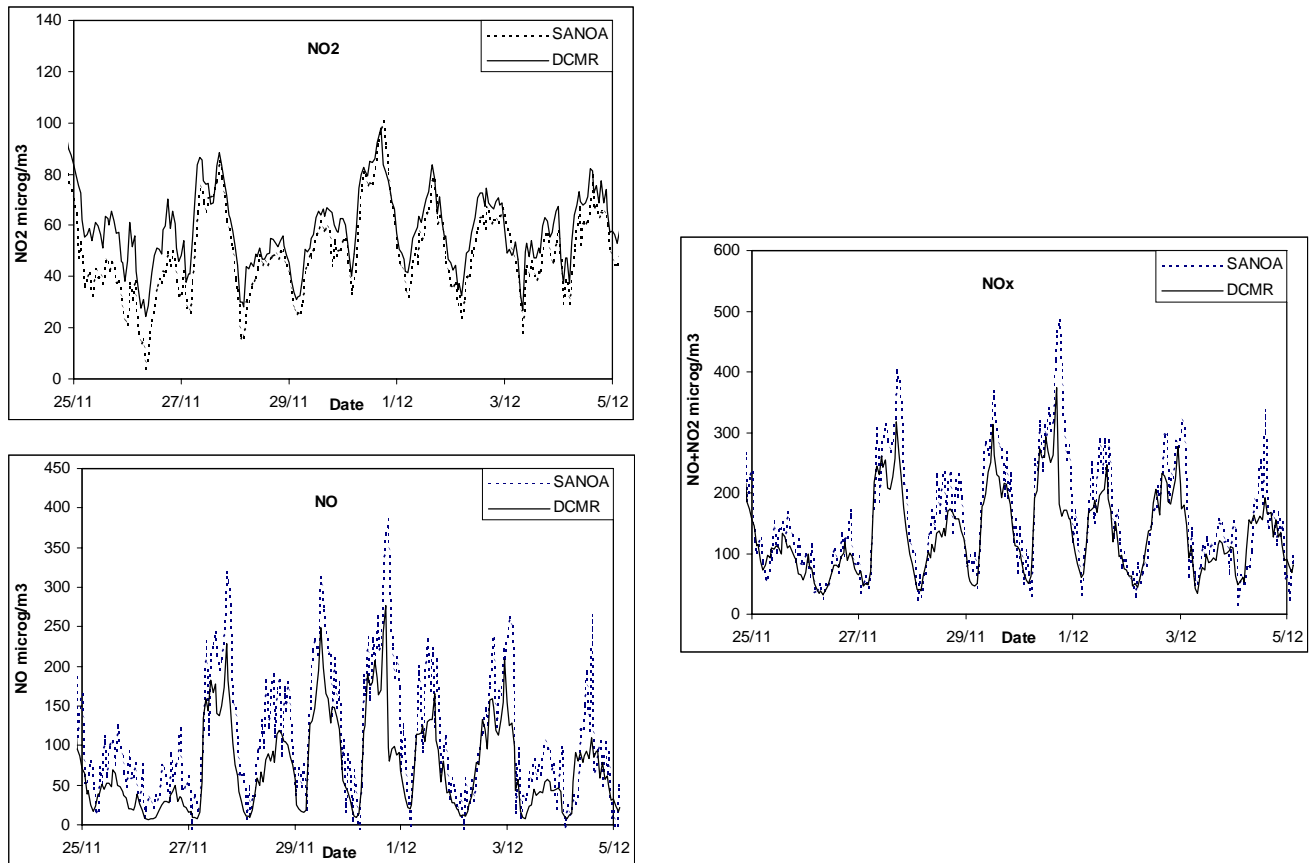 NO2
SANOA
DCMR
NO2 microg/m3
140
120
100
80
60
40
20
0
25/11 27/11 29/11 1/12 3/12 5/12
Date
NO
SANOA
DCMR
NO microg/m3
450
400
350
300
250
200
150
100
50
0
25/11 27/11 29/11 1/12 3/12 5/12
Date
NOx
SANOA
DCMR
NO+NO2 microg/m3
600
500
400
300
200
100
0
25/11 27/11 29/11 1/12 3/12 5/12
Date